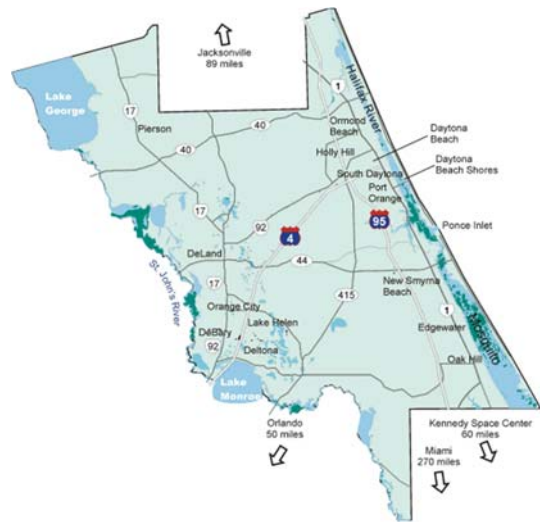 Jacksonville
89 miles
Lake
George
17
Pierson
40
40
1
Halifax River
Ormond
Beach
Holly Hill
Daytona
Beach
South Daytona
Daytona
Beach Shores
Port
Orange
17
92
4
95
Ponce Inlet
DeLand
44
St. John's River
17
415
New Smyrna
Beach
Orange City
Lake Helen
1
Mosquito
Edgewater
DeBary
92
Deltona
Oak Hill
Lake
Monroe
Orlando
50 miles
Kennedy Space Center
60 miles
Miami
270 miles